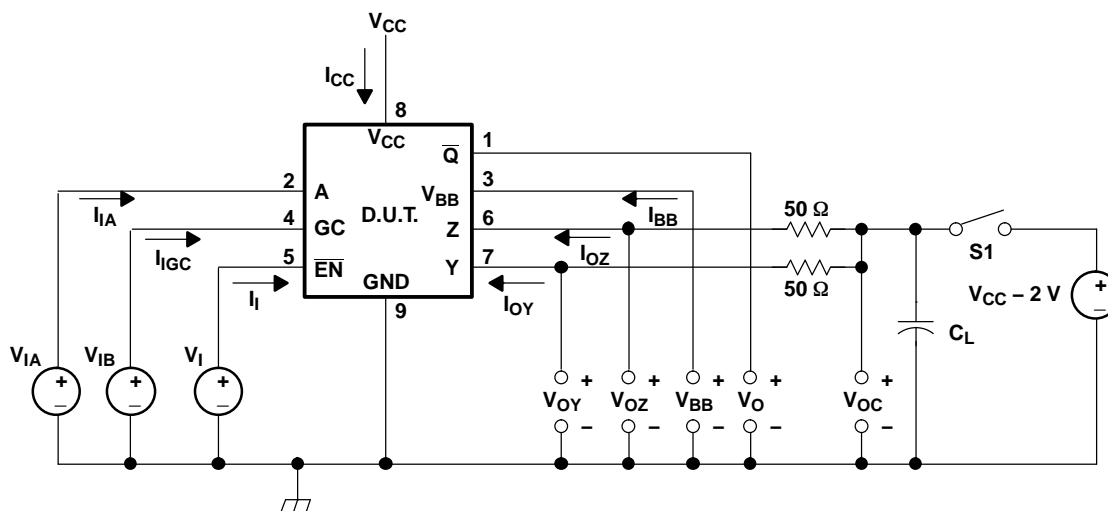 VCC
ICC
8
VCC
Q̅ 1
2 A
IIA
VBB 3
IBB
D.U.T.
4 GC
IIGC
Z 6
IOZ
50 Ω
S1
5 E̅N̅
II
Y 7
IOY
50 Ω
GND
9
VCC – 2 V
+
–
CL
VIA
+
–
VIB
+
–
VI
+
–
+
VOY
–
+
VOZ
–
+
VBB
–
+
VO
–
+
VOC
–